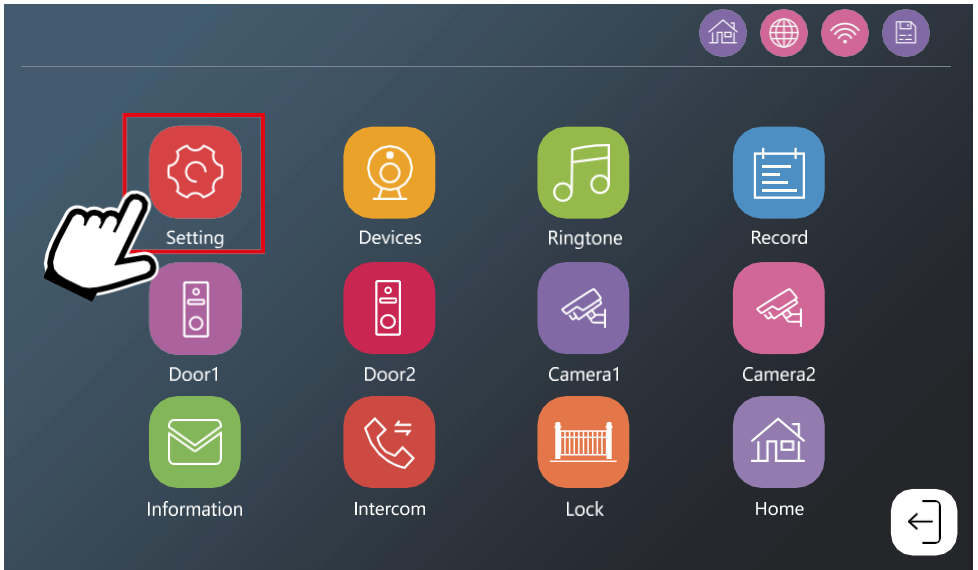 Setting
Devices
Ringtone
Record
Door1
Door2
Camera1
Camera2
Information
Intercom
Lock
Home